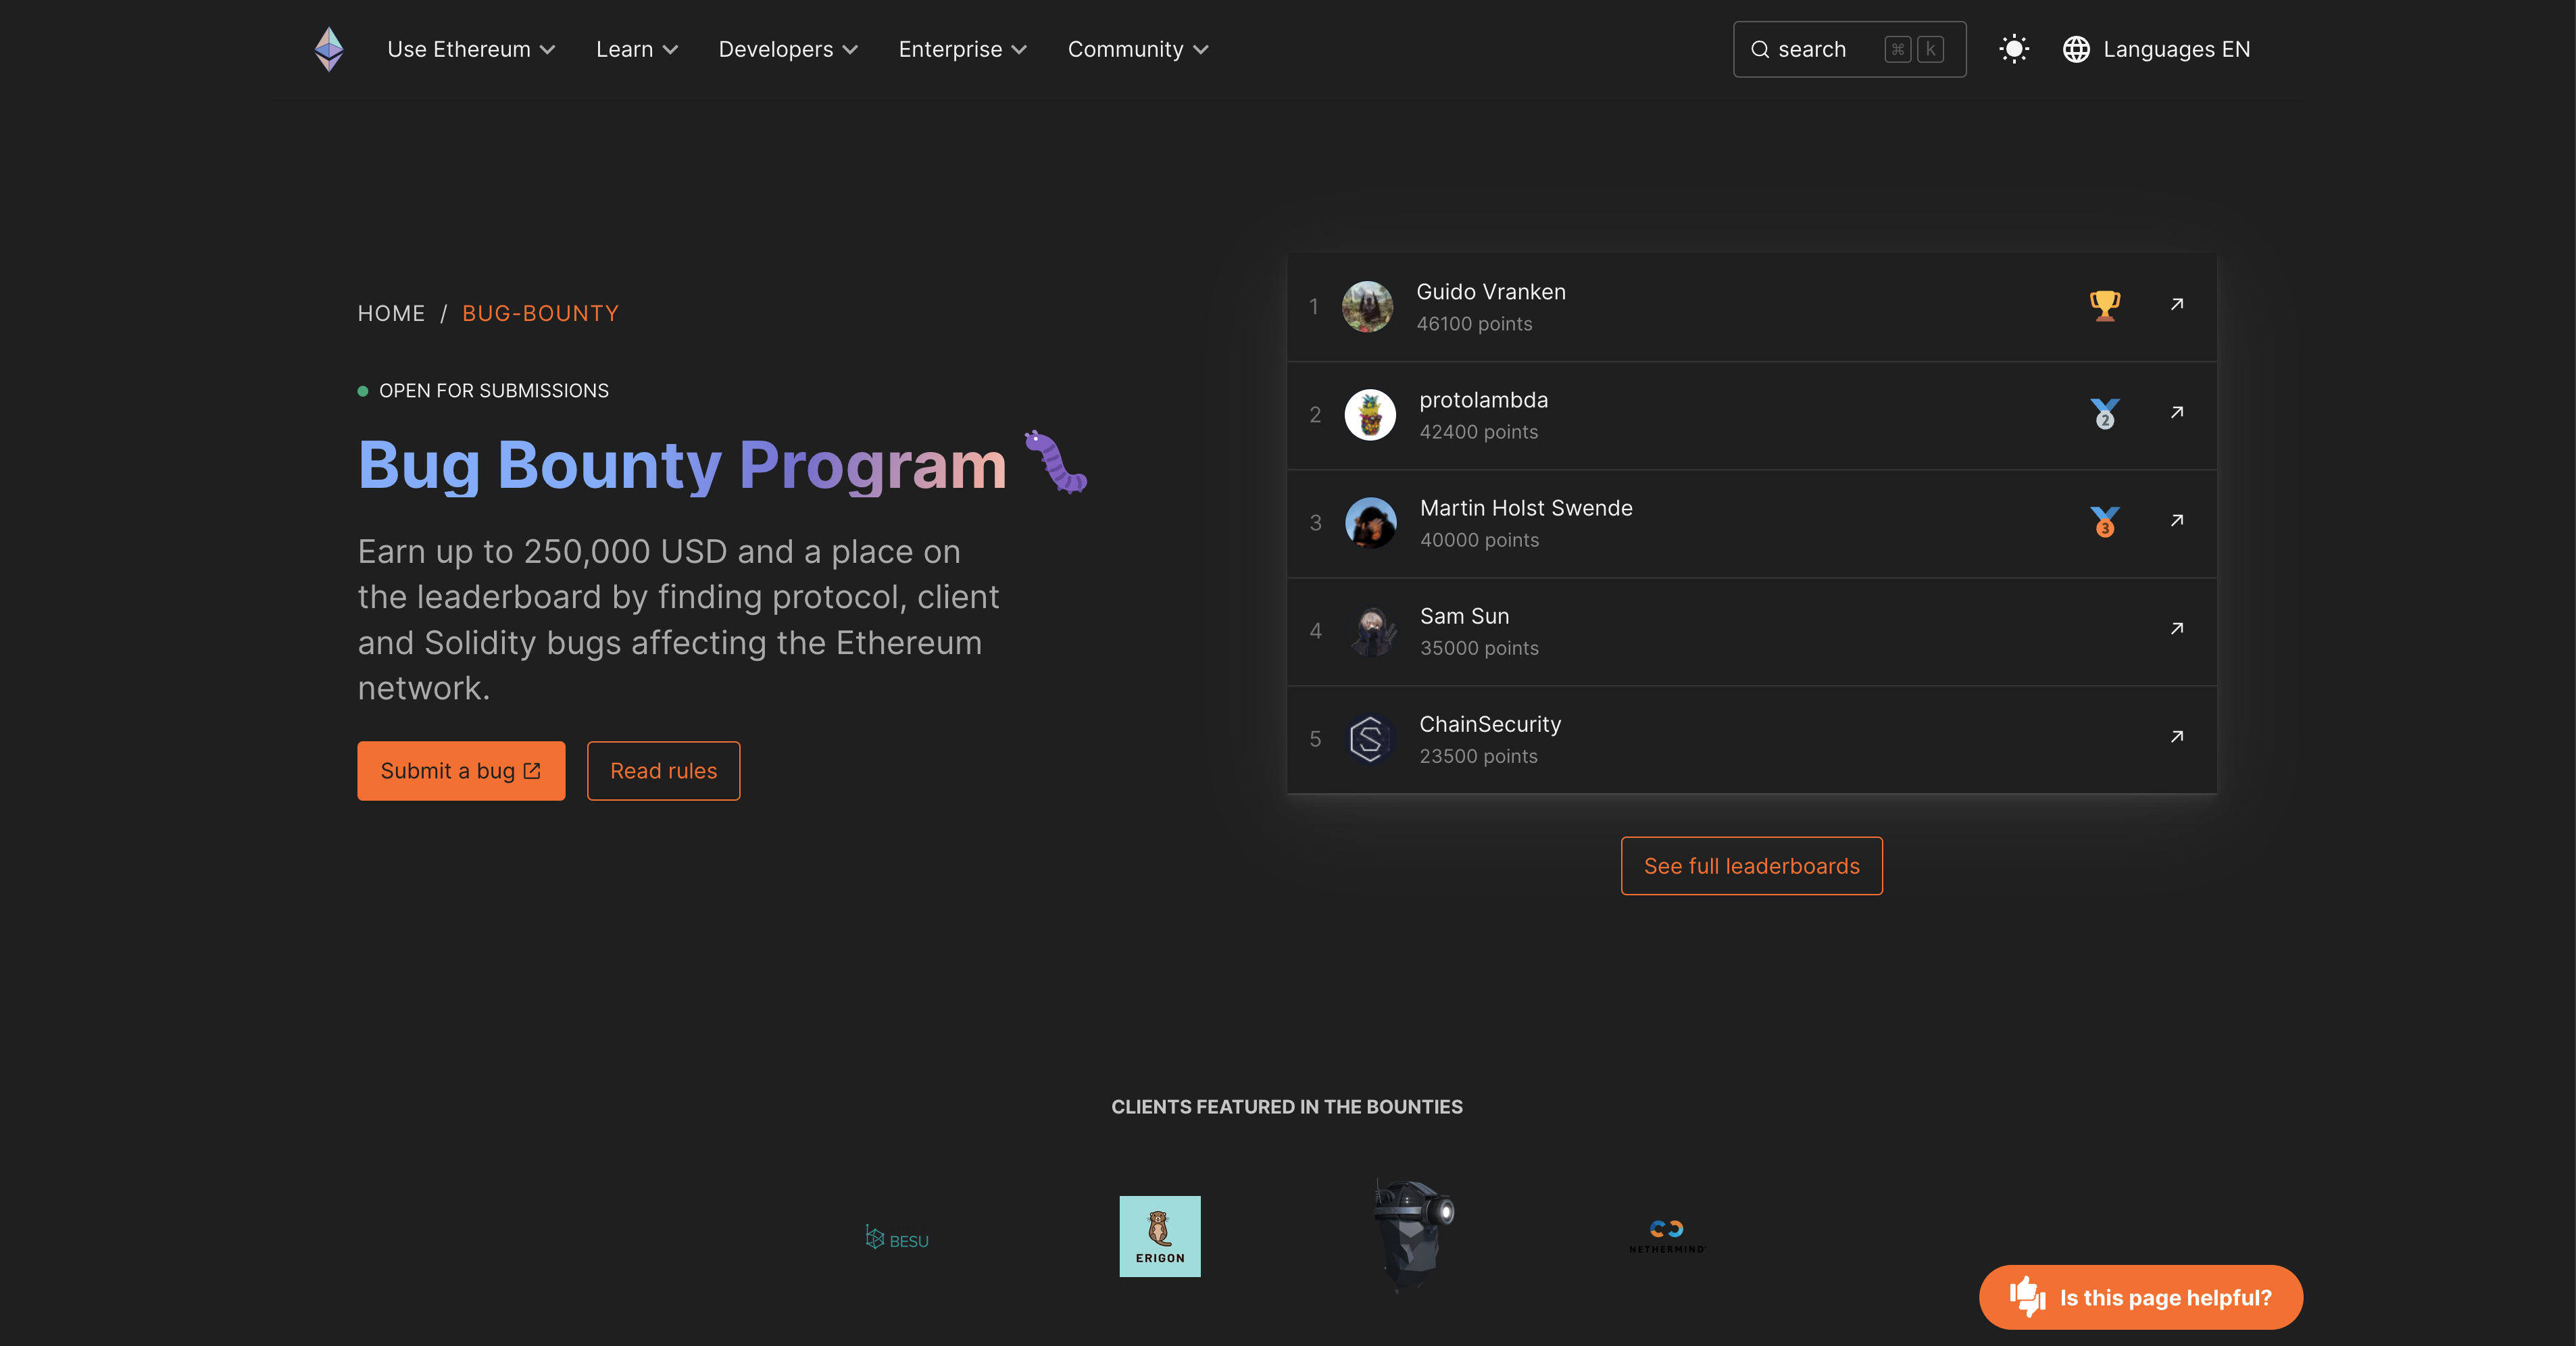 Use Ethereum
Learn
Developers
Enterprise
Community
search
⌘ k
Languages EN
HOME / BUG-BOUNTY
OPEN FOR SUBMISSIONS
Bug Bounty Program
Earn up to 250,000 USD and a place on
the leaderboard by finding protocol, client
and Solidity bugs affecting the Ethereum
network.
Submit a bug
Read rules
1
Guido Vranken
46100 points
2
protolambda
42400 points
2
3
Martin Holst Swende
40000 points
3
4
Sam Sun
35000 points
5
ChainSecurity
23500 points
See full leaderboards
CLIENTS FEATURED IN THE BOUNTIES
BESU
ERIGON
NETHERMIND
Is this page helpful?